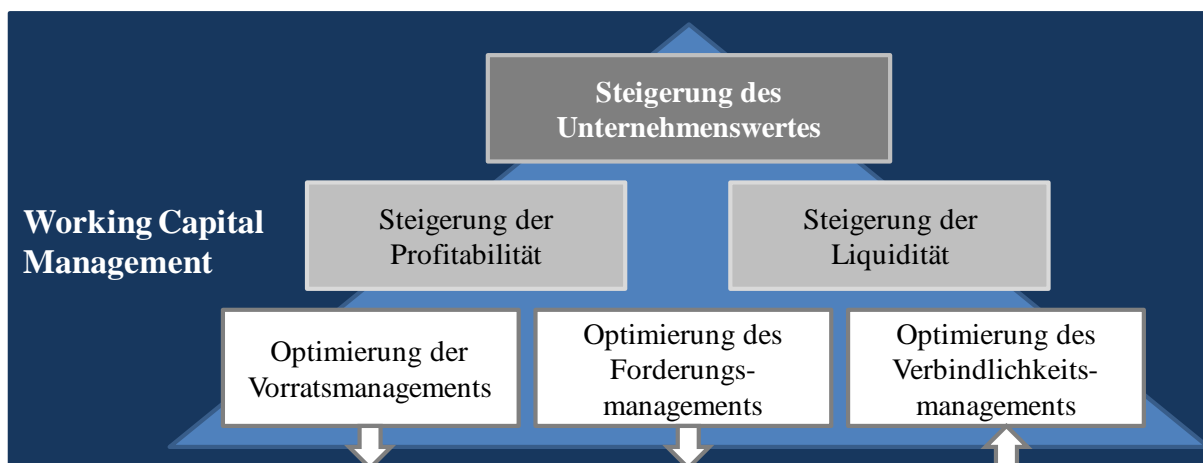 Steigerung des
Unternehmenswertes
Working Capital
Management
Steigerung der
Profitabilität
Steigerung der
Liquidität
Optimierung der
Vorratsmanagements
Optimierung des
Forderungs-
managements
Optimierung des
Verbindlichkeits-
managements